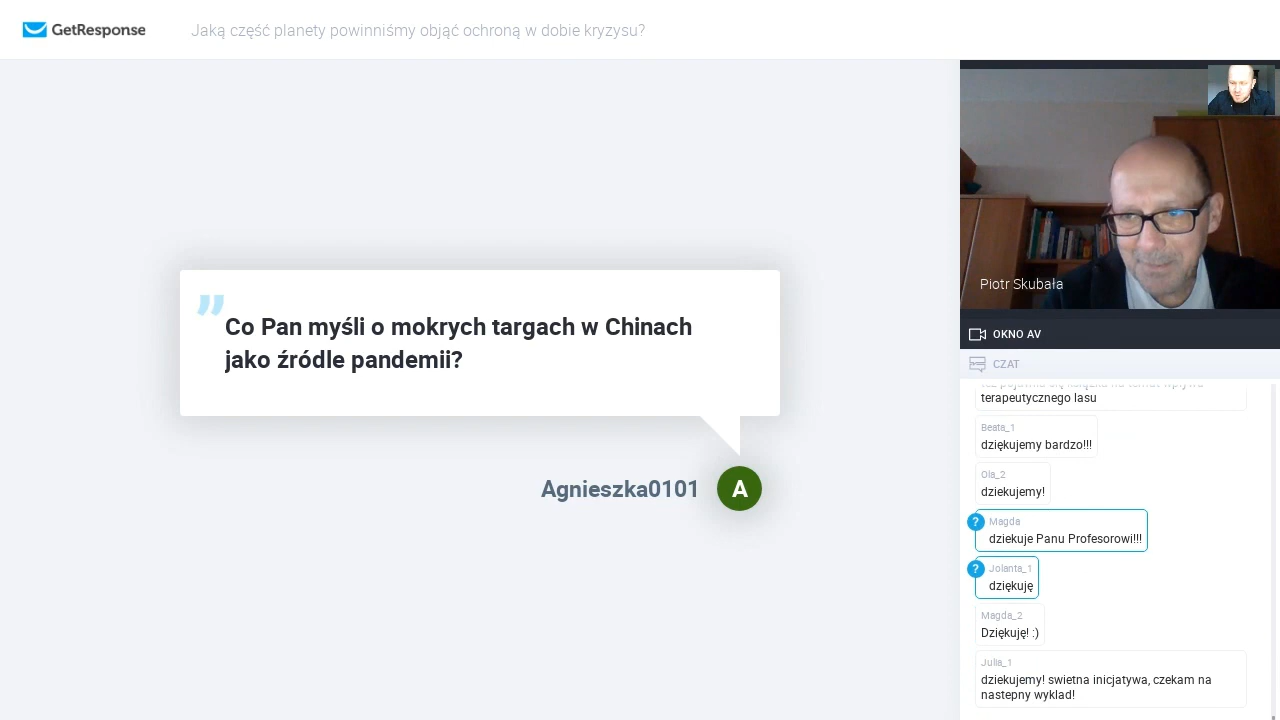 GetResponse
Jaką część planety powinniśmy objąć ochroną w dobie kryzysu?
Co Pan myśli o mokrych targach w Chinach
jako źródle pandemii?
Agnieszka0101
A
Piotr Skubała
OKNO AV
CZAT
terapeutycznego lasu
Beata_1
dziękujemy bardzo!!!
Ola_2
dziekujemy!
?
Magda
dziekuje Panu Profesorowi!!!
?
Jolanta_1
dziękuję
Magda_2
Dziękuję! :)
Julia_1
dziekujemy! swietna inicjatywa, czekam na
nastepny wyklad!